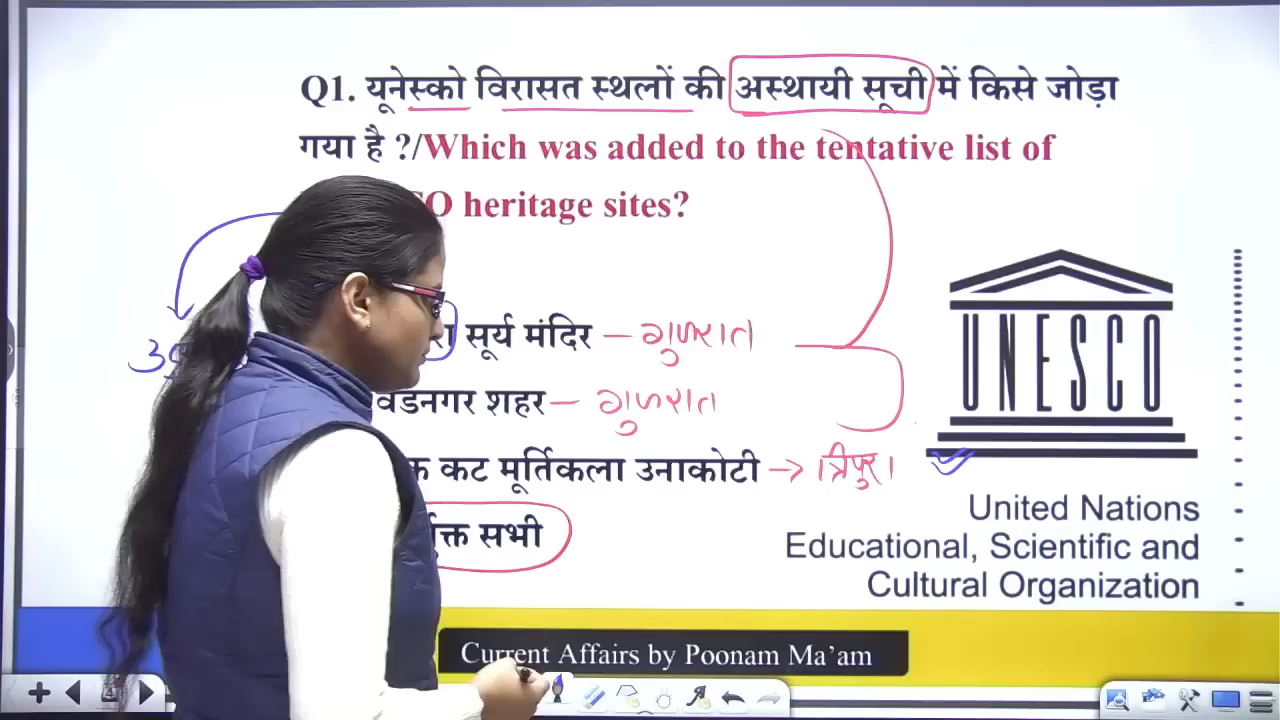 Q1. यूनेस्को विरासत स्थलों की अस्थायी सूची में किसे जोड़ा
गया है ?/Which was added to the tentative list of
O heritage sites?
सूर्य मंदिर – गुजरात
वडनगर शहर – गुजरात
कट मूर्तिकला उनाकोटी → त्रिपुरा
सभी
UNESCO
United Nations
Educational, Scientific and
Cultural Organization
Current Affairs by Poonam Ma'am